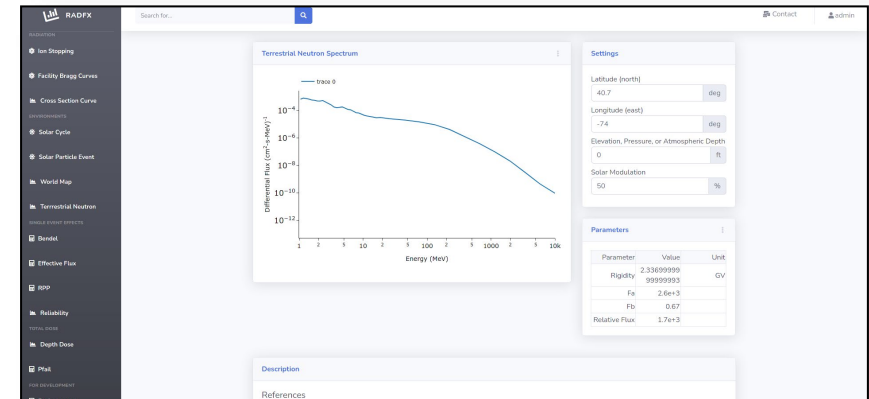 RADFX
Search for...
Contact
admin
RADIATION
Ion Stopping
Facility Bragg Curves
Cross Section Curve
ENVIRONMENTS
Solar Cycle
Solar Particle Event
World Map
Terrrestrial Neutron
SINGLE EVENT EFFECTS
Bendel
Effective Flux
RPP
Reliability
TOTAL DOSE
Depth Dose
Pfail
FOR DEVELOPMENT
Terrestrial Neutron Spectrum
trace 0
Differential Flux (cm²-s-MeV)⁻¹
10⁻⁴
10⁻⁶
10⁻⁸
10⁻¹⁰
10⁻¹²
1 2 5 10 2 5 100 2 5 1000 2 5 10k
Energy (MeV)
Settings
Latitude (north)
40.7 deg
Longitude (east)
-74 deg
Elevation, Pressure, or Atmospheric Depth
0 ft
Solar Modulation
50 %
Parameters
Parameter Value Unit
Rigidity 2.33699999 GV
99999993
Fa 2.6e+3
Fb 0.67
Relative Flux 1.7e+3
Description
References